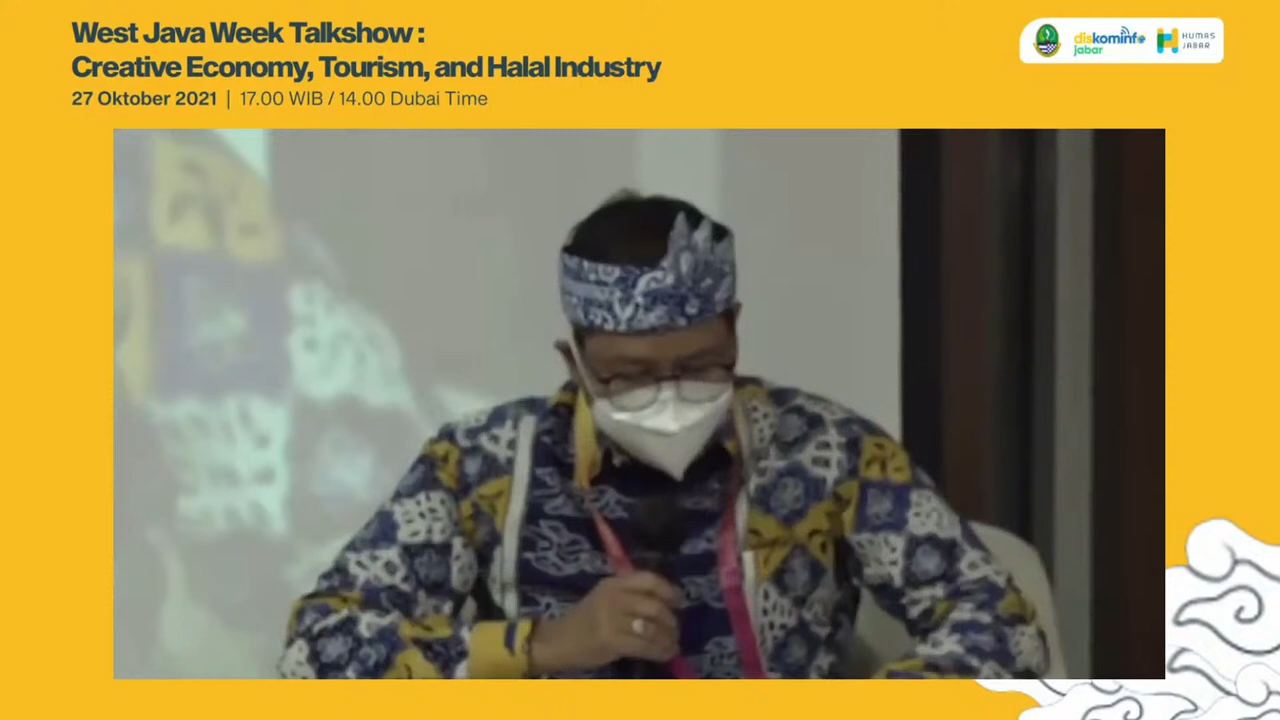 West Java Week Talkshow :
Creative Economy, Tourism, and Halal Industry
27 Oktober 2021 | 17.00 WIB / 14.00 Dubai Time
diskominfo
jabar
HUMAS
JABAR